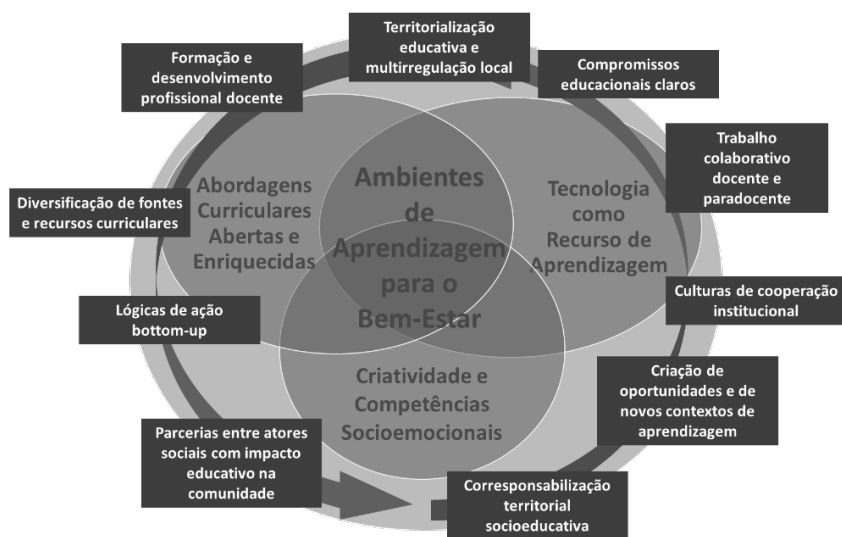 Territorialização
educativa e
multirregulação local
Formação e
desenvolvimento
profissional docente
Compromissos
educacionais claros
Trabalho
colaborativo
docente e
paradocente
Diversificação de fontes
e recursos curriculares
Abordagens
Curriculares
Abertas e
Enriquecidas
Ambientes
de
Aprendizagem
para o
Bem-Estar
Tecnologia
como
Recurso de
Aprendizagem
Lógicas de ação
bottom-up
Culturas de cooperação
institucional
Criatividade e
Competências
Socioemocionais
Criação de
oportunidades e de
novos contextos de
aprendizagem
Parcerias entre atores
sociais com impacto
educativo na
comunidade
Corresponsabilização
territorial
socioeducativa